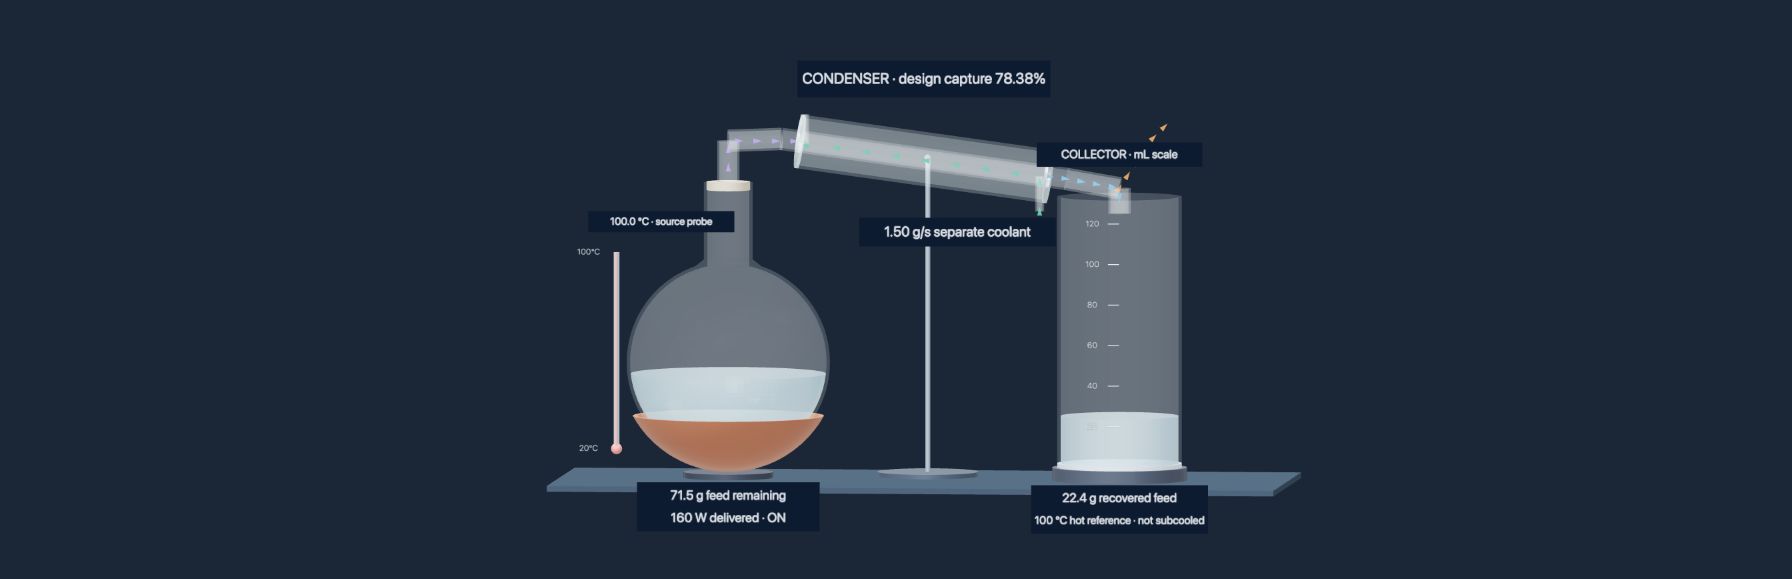 CONDENSER · design capture 78.38%
COLLECTOR · mL scale
100.0 °C · source probe
1.50 g/s separate coolant
100°C
20°C
120
100
80
60
40
71.5 g feed remaining
160 W delivered · ON
22.4 g recovered feed
100 °C hot reference · not subcooled